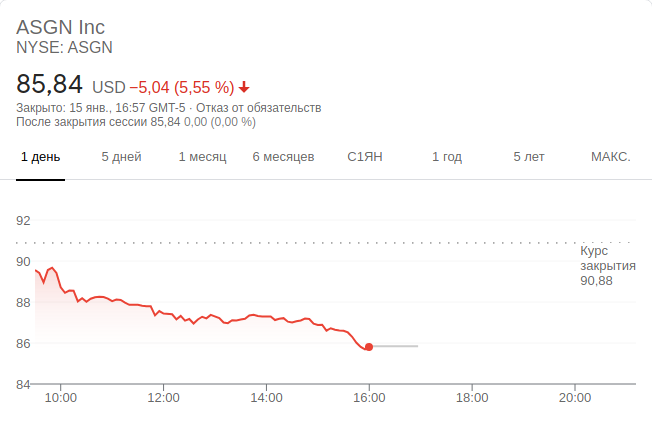 ASGN Inc
NYSE: ASGN
85,84 USD −5,04 (5,55 %)
Закрыто: 15 янв., 16:57 GMT-5 · Отказ от обязательств
После закрытия сессии 85,84 0,00 (0,00 %)
1 день 5 дней 1 месяц 6 месяцев С1ЯН 1 год 5 лет МАКС.
92
90
88
86
84
Курс
закрытия
90,88
10:00 12:00 14:00 16:00 18:00 20:00